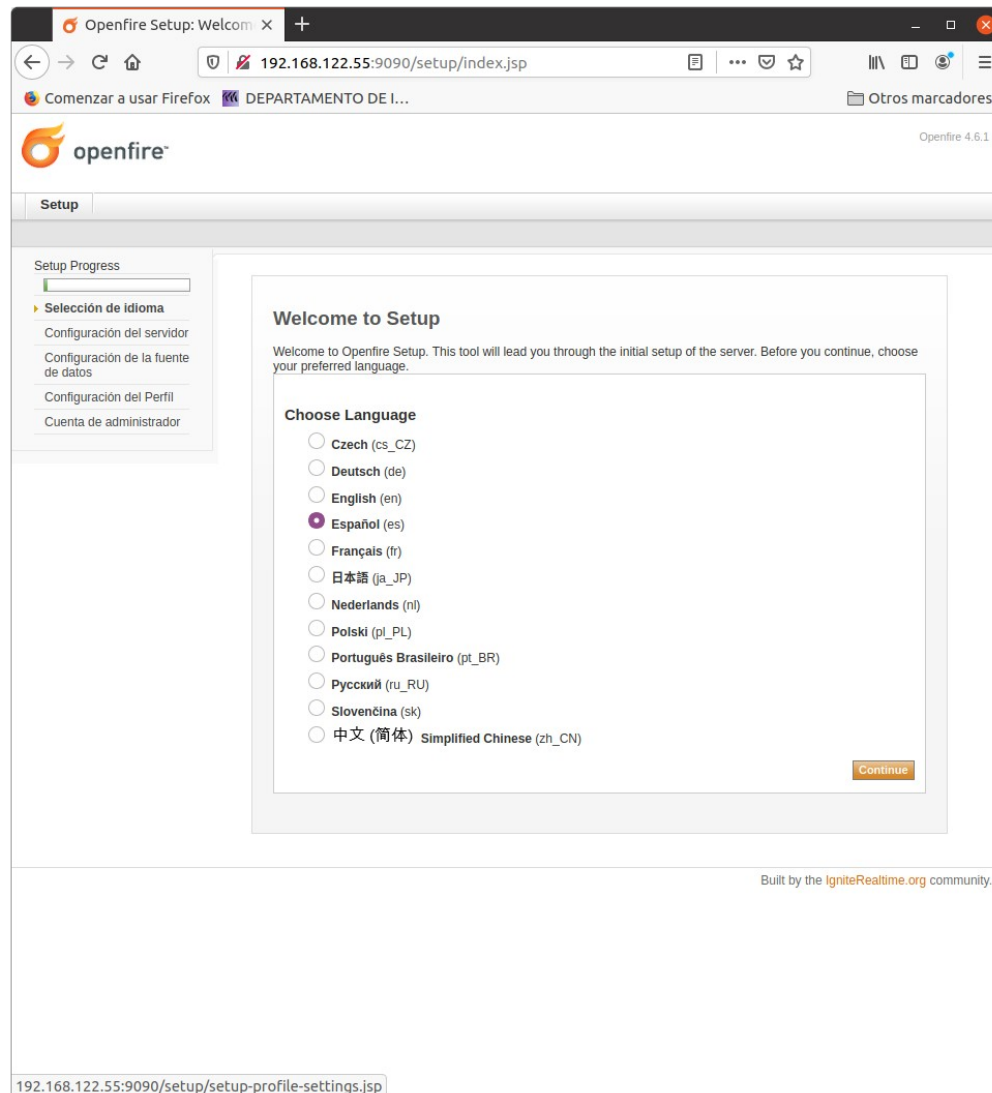 Openfire Setup: Welcom
192.168.122.55:9090/setup/index.jsp
Comenzar a usar Firefox
DEPARTAMENTO DE I...
Otros marcadores
openfire
Openfire 4.6.1
Setup
Setup Progress
Selección de idioma
Configuración del servidor
Configuración de la fuente
de datos
Configuración del Perfíl
Cuenta de administrador
Welcome to Setup
Welcome to Openfire Setup. This tool will lead you through the initial setup of the server. Before you continue, choose
your preferred language.
Choose Language
Czech (cs_CZ)
Deutsch (de)
English (en)
Español (es)
Français (fr)
日本語 (ja_JP)
Nederlands (nl)
Polski (pl_PL)
Português Brasileiro (pt_BR)
Русский (ru_RU)
Slovenčina (sk)
中文 (简体) Simplified Chinese (zh_CN)
Continue
Built by the IgniteRealtime.org community.
192.168.122.55:9090/setup/setup-profile-settings.jsp